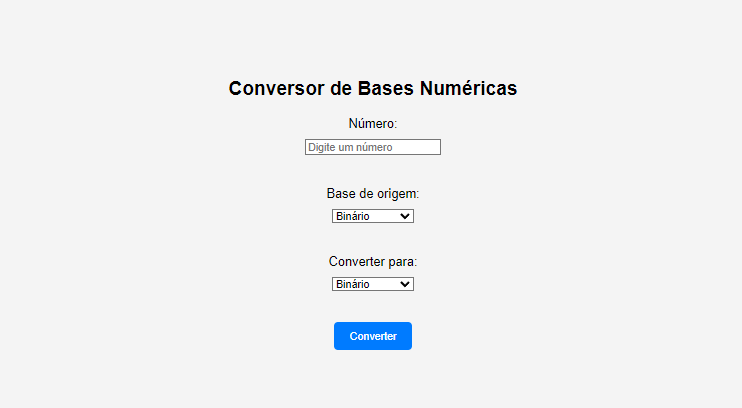 Conversor de Bases Numéricas
Número:
Digite um número
Base de origem:
Binário
Converter para:
Binário
Converter